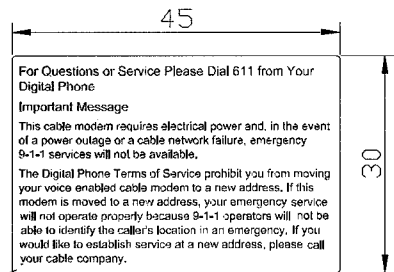 45
For Questions or Service Please Dial 611 from Your
Digital Phone
Important Message
This cable modem requires electrical power and, in the event
of a power outage or a cable network failure, emergency
9-1-1 services will not be available.
The Digital Phone Terms of Service prohibit you from moving
your voice enabled cable modem to a new address. If this
modem is moved to a new address, your emergency service
will not operate properly because 9-1-1 operators will not be
able to identify the caller's location in an emergency. If you
would like to establish service at a new address, please call
your cable company.
30